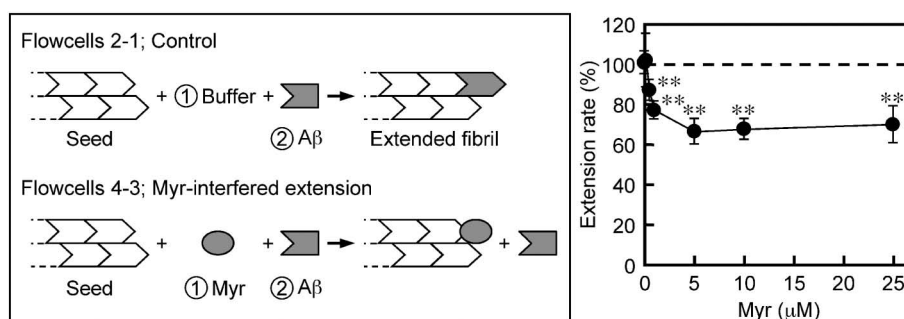 Flowcells 2-1; Control
+ ① Buffer +
Seed
② Aβ
Extended fibril
Flowcells 4-3; Myr-interfered extension
+ + +
Seed
① Myr
② Aβ
Extension rate (%)
120
100
80
60
40
20
0
**
**
**
**
**
0 5 10 15 20 25
Myr (μM)